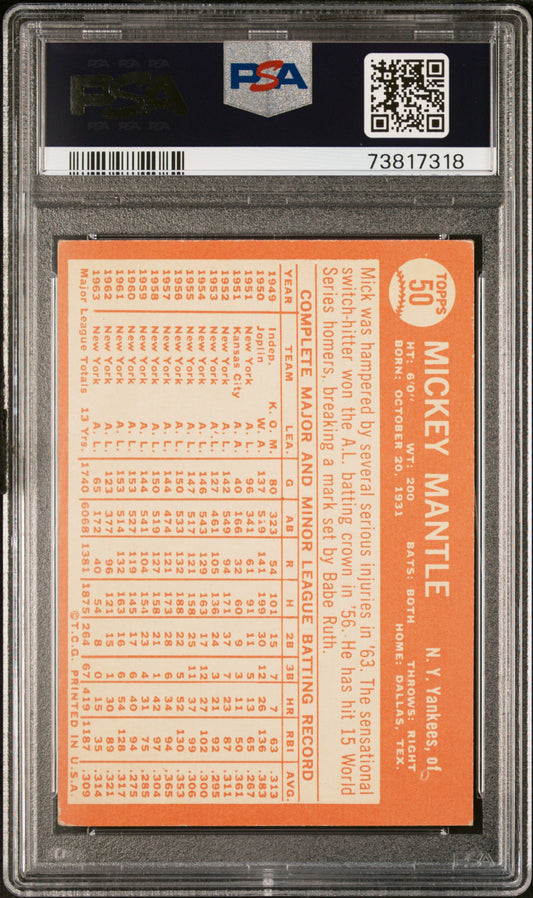 PSA
PSA PSA PSA
PSA
PSA PSA PSA
73817318
TOPPS
50
MICKEY MANTLE N. Y. Yankees, of
HT: 6'0" WT: 200 BATS: BOTH THROWS: RIGHT
BORN: OCTOBER 20, 1931 HOME: DALLAS, TEX.
Mick was hampered by several serious injuries in '63. The sensational
switch-hitter won the A.L. batting crown in '56. He has hit 15 World
Series homers, breaking a mark set by Babe Ruth.
COMPLETE MAJOR AND MINOR LEAGUE BATTING RECORD
YEAR TEAM LEA. G AB R H 2B 3B HR RBI AVG.
1949 Indep. K. O. M. 80 323 54 101 15 7 7 63 .313
1950 Joplin W. A. 137 519 141 199 30 12 26 136 .383
1951 New York A. L. 96 341 61 91 11 5 13 65 .267
1951 Kansas City A. A. 40 166 32 60 9 3 11 50 .361
1952 New York A. L. 142 549 94 171 37 7 23 87 .311
1953 New York A. L. 127 461 105 136 24 3 21 92 .295
1954 New York A. L. 146 543 129 163 17 12 27 102 .300
1955 New York A. L. 147 517 121 158 25 11 37 99 .306
1956 New York A. L. 150 533 132 188 22 5 52 130 .353
1957 New York A. L. 144 474 121 173 28 6 34 94 .365
1958 New York A. L. 150 519 127 158 21 1 42 97 .304
1959 New York A. L. 144 541 104 154 23 4 31 75 .285
1960 New York A. L. 153 527 119 145 17 6 40 94 .275
1961 New York A. L. 153 514 132 163 16 6 54 128 .317
1962 New York A. L. 123 377 96 121 15 1 30 89 .321
1963 New York A. L. 65 172 40 54 8 0 15 35 .314
Major League Totals 13 Yrs. 1740 6068 1381 1875 264 67 419 1187 .309
©T.C.G. PRINTED IN U.S.A.
PSA